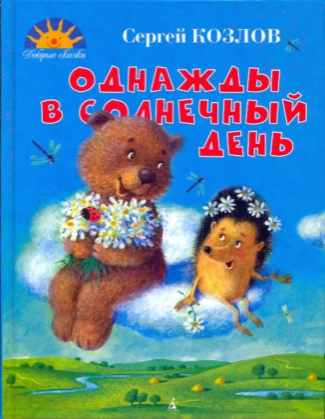 Добрые сказки
Сергей КОЗЛОВ
ОДНАЖДЫ
В СОЛНЕЧНЫЙ
ДЕНЬ